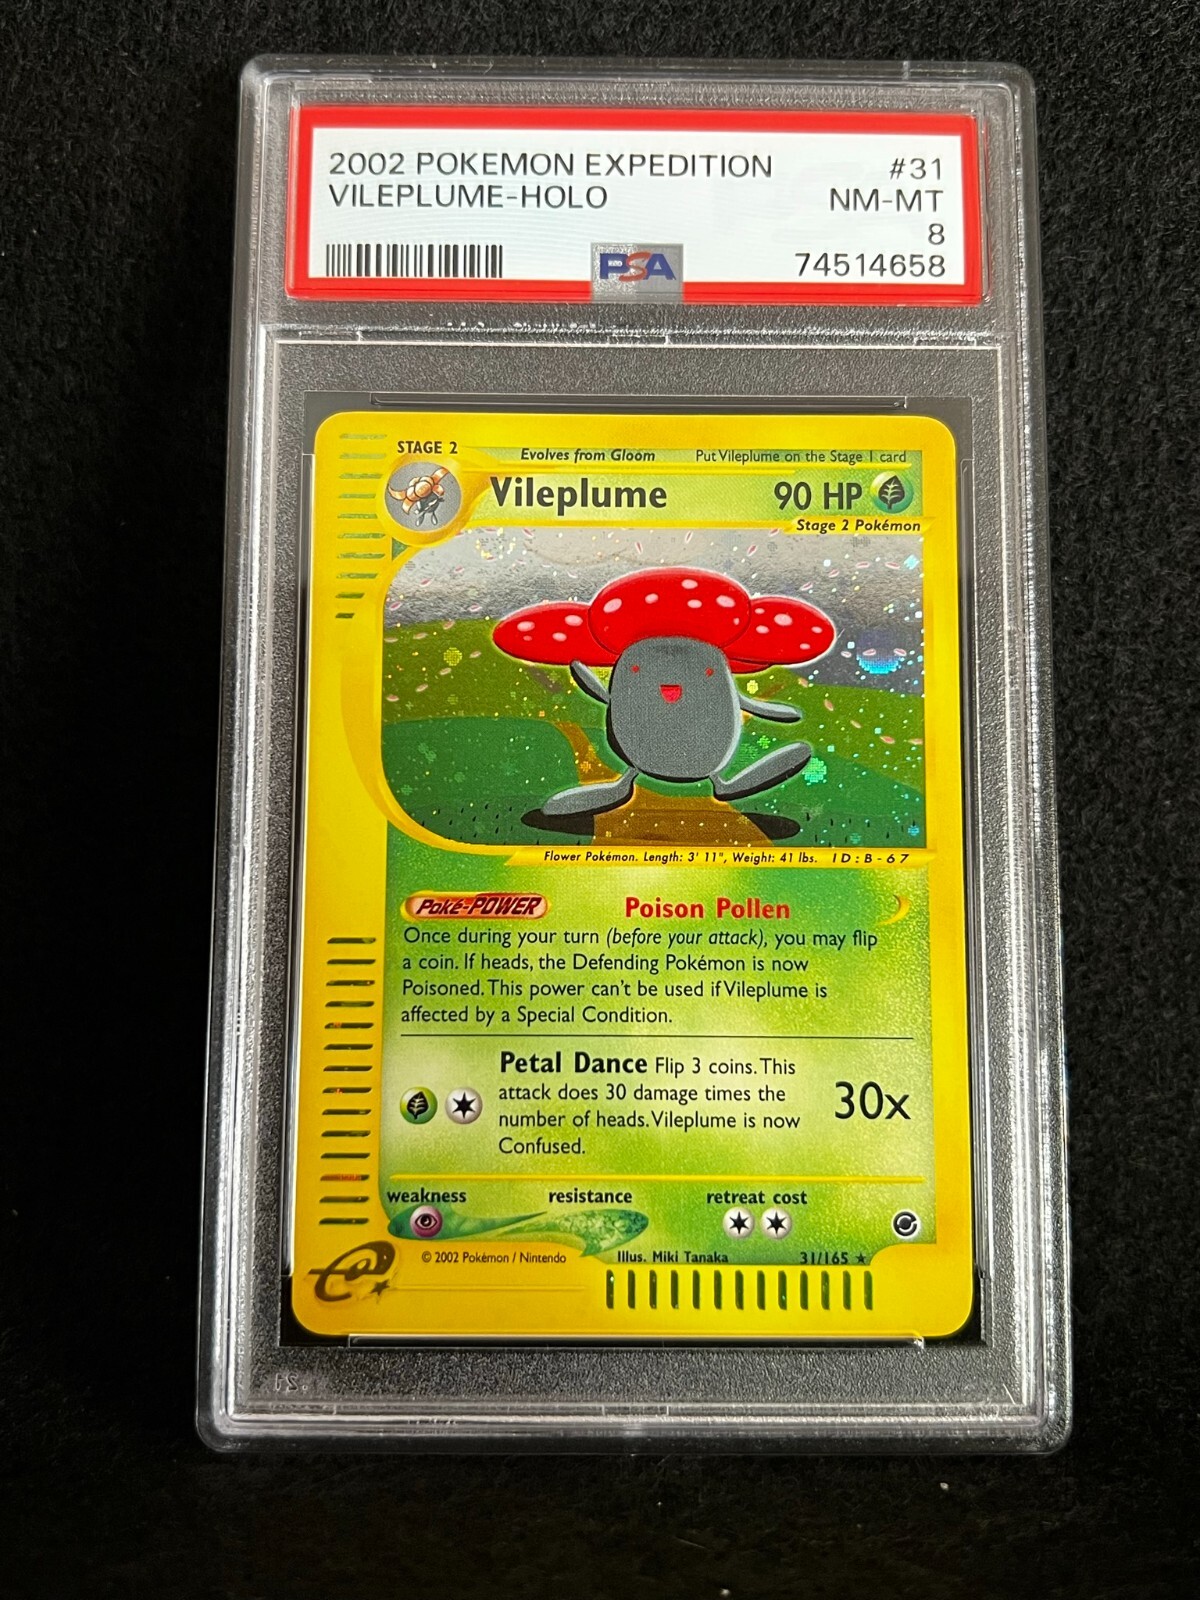 2002 POKEMON EXPEDITION #31
VILEPLUME-HOLO NM-MT
8
PSA 74514658
STAGE 2 Evolves from Gloom Put Vileplume on the Stage 1 card
Vileplume 90 HP
Stage 2 Pokémon
Flower Pokémon. Length: 3' 11", Weight: 41 lbs. ID:B-67
Poké-POWER Poison Pollen
Once during your turn (before your attack), you may flip
a coin. If heads, the Defending Pokémon is now
Poisoned. This power can't be used if Vileplume is
affected by a Special Condition.
Petal Dance Flip 3 coins. This
attack does 30 damage times the
number of heads. Vileplume is now
Confused.
30x
weakness resistance retreat cost
© 2002 Pokémon / Nintendo Illus. Miki Tanaka 31/165 ★
e